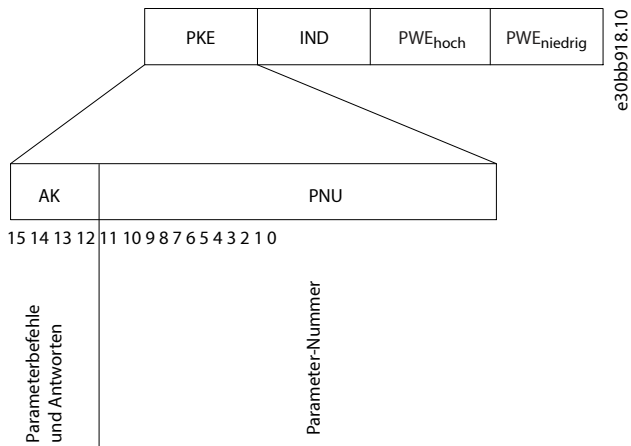 PKE IND PWEhoch PWEniedrig
e30bb918.10
AK PNU
15 14 13 12 11 10 9 8 7 6 5 4 3 2 1 0
Parameterbefehle
und Antworten
Parameter-Nummer